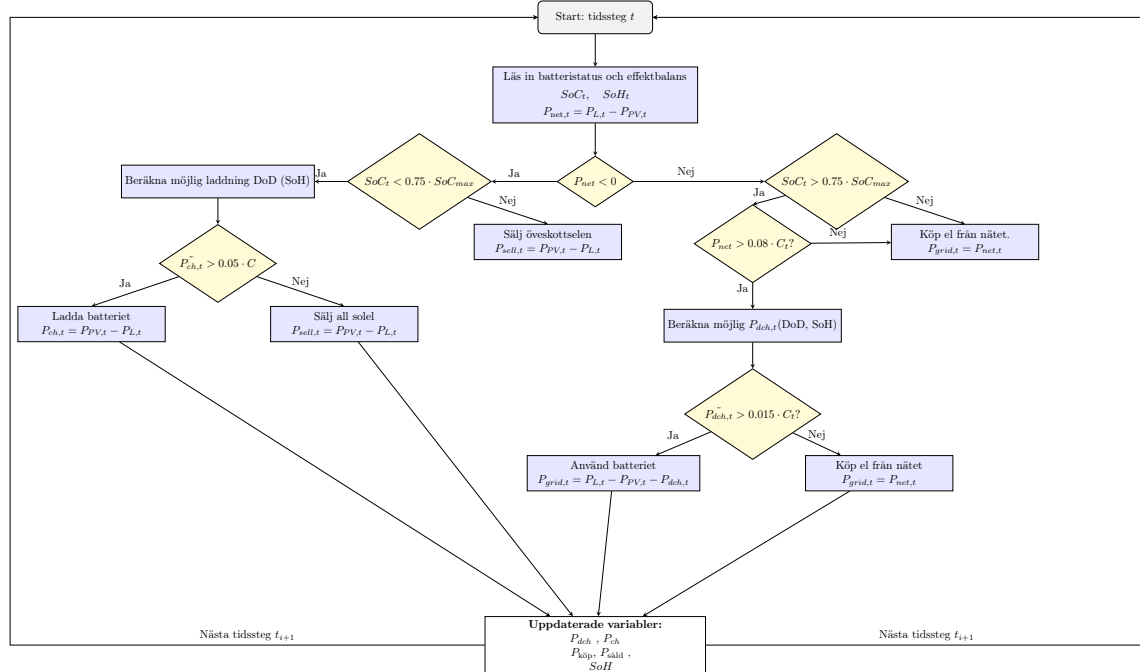 Start: tidssteg t
Läs in batteristatus och effektbalans
SoC_t, SoH_t
P_net,t = P_L,t − P_PV,t
P_net < 0
Ja
Nej
SoC_t < 0.75 · SoC_max
Ja
Nej
SoC_t > 0.75 · SoC_max
Ja
Nej
Beräkna möjlig laddning DoD (SoH)
Sälj öveskottselen
P_sell,t = P_PV,t − P_L,t
P_net > 0.08 · C_t?
Nej
Ja
Köp el från nätet.
P_grid,t = P_net,t
P̃_ch,t > 0.05 · C
Ja
Nej
Ladda batteriet
P_ch,t = P_PV,t − P_L,t
Sälj all solel
P_sell,t = P_PV,t − P_L,t
Beräkna möjlig P_dch,t(DoD, SoH)
P̃_dch,t > 0.015 · C_t?
Ja
Nej
Använd batteriet
P_grid,t = P_L,t − P_PV,t − P_dch,t
Köp el från nätet
P_grid,t = P_net,t
Nästa tidssteg t_i+1
Uppdaterade variabler:
P_dch , P_ch
P_köp, P_såld ,
SoH
Nästa tidssteg t_i+1